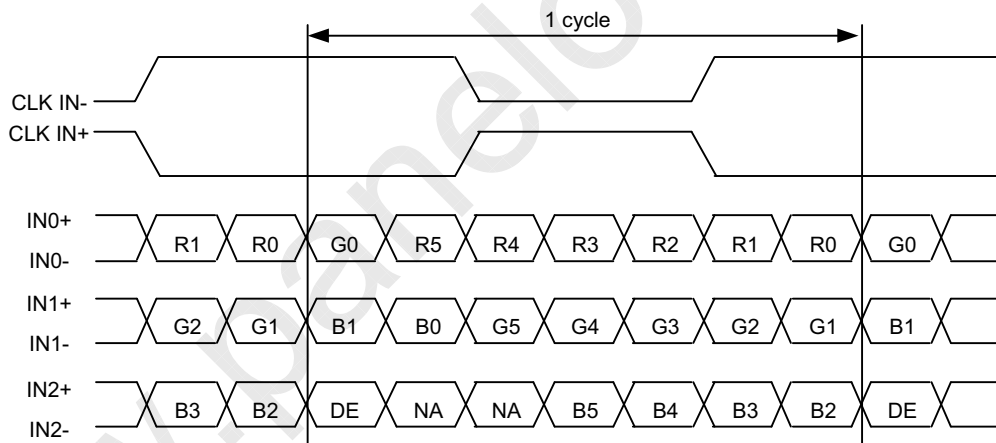 1 cycle
CLK IN-
CLK IN+
IN0+
R1 R0 G0 R5 R4 R3 R2 R1 R0 G0
IN0-
IN1+
G2 G1 B1 B0 G5 G4 G3 G2 G1 B1
IN1-
IN2+
B3 B2 DE NA NA B5 B4 B3 B2 DE
IN2-